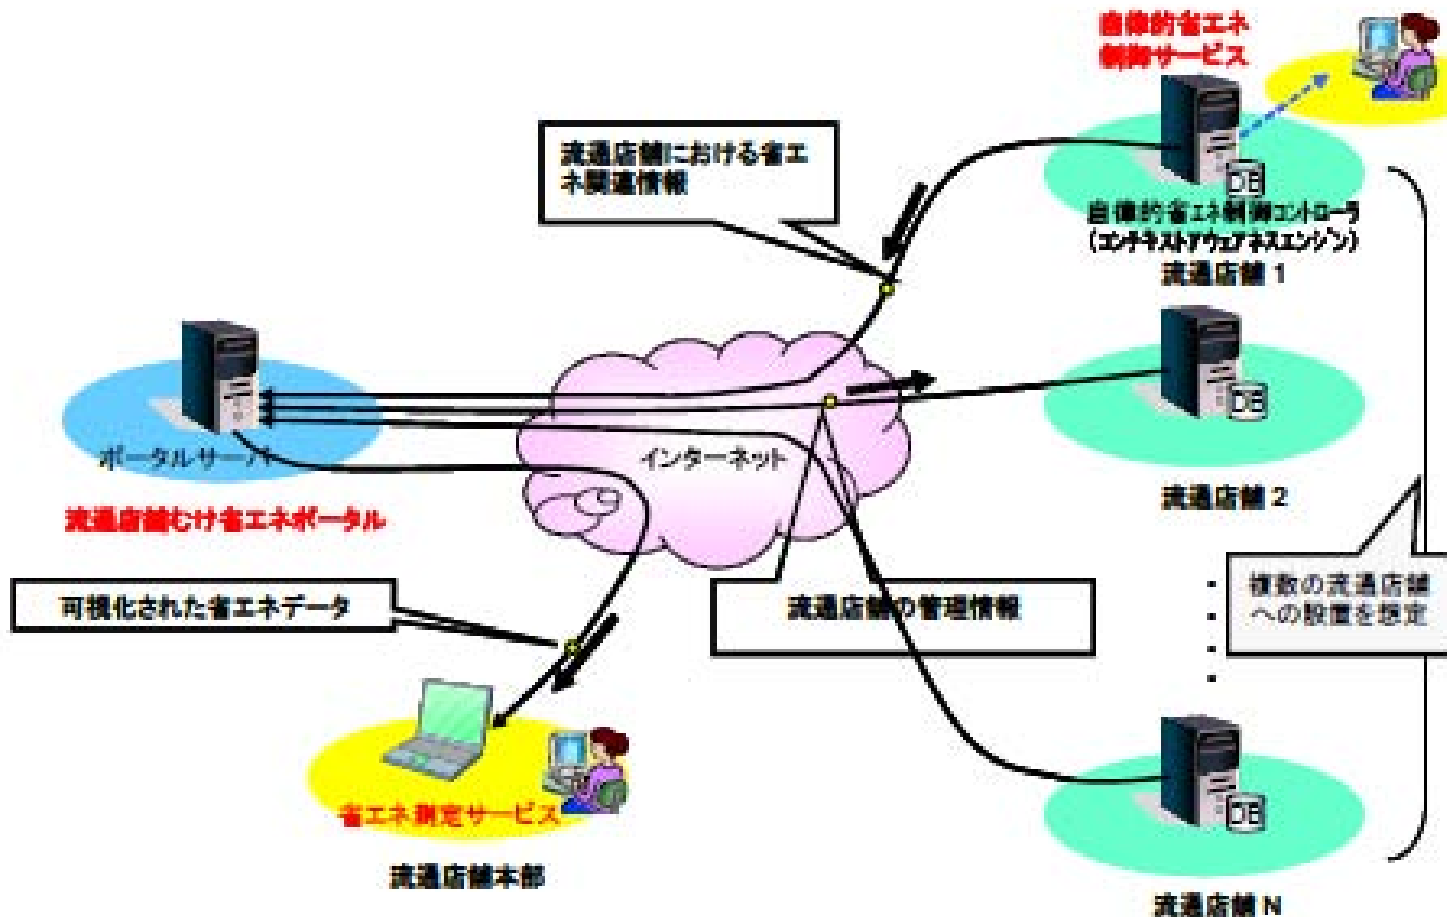 自律的省エネ
制御サービス
流通店舗における省エ
ネ関連情報
DB
自律的省エネ制御コントローラ
(コンテキストアウェアネスエンジン)
流通店舗 1
DB
流通店舗 2
ポータルサーバ
インターネット
流通店舗むけ省エネポータル
可視化された省エネデータ
流通店舗の管理情報
複数の流通店舗
への設置を想定
・
・
・
・
省エネ測定サービス
流通店舗本部
DB
流通店舗 N